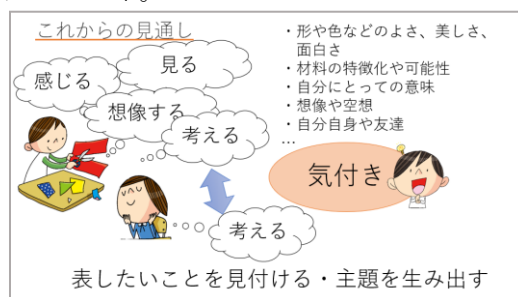 これからの見通し
感じる
見る
想像する
考える
・形や色などのよさ、美しさ、
面白さ
・材料の特徴化や可能性
・自分にとっての意味
・想像や空想
・自分自身や友達
…
気付き
考える
表したいことを見付ける・主題を生み出す